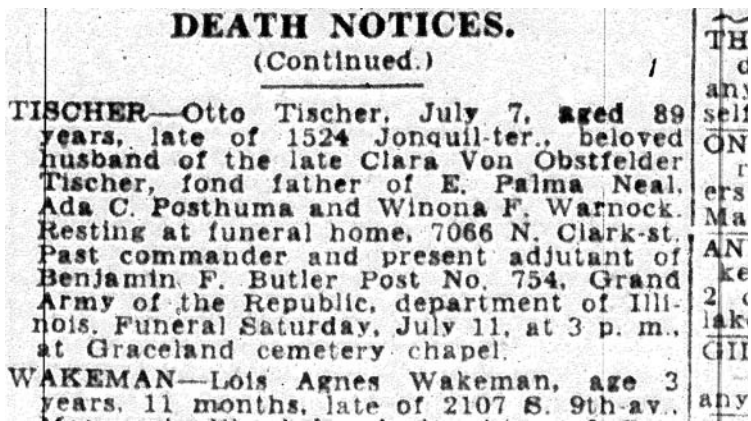 DEATH NOTICES.
(Continued.)
TISCHER—Otto Tischer, July 7, aged 89
years, late of 1524 Jonquil-ter., beloved
husband of the late Clara Von Obstfelder
Tischer, fond father of E. Palma Neal,
Ada C. Posthuma and Winona F. Warnock.
Resting at funeral home, 7066 N. Clark-st.
Past commander and present adjutant of
Benjamin F. Butler Post No. 754, Grand
Army of the Republic, department of Illi-
nois. Funeral Saturday, July 11, at 3 p. m.,
at Graceland cemetery chapel.
WAKEMAN—Lois Agnes Wakeman, age 3
years, 11 months, late of 2107 S. 9th-av.,
TH
any
self
ON
ers
Ma
AN
ke
2
lak
GII
any